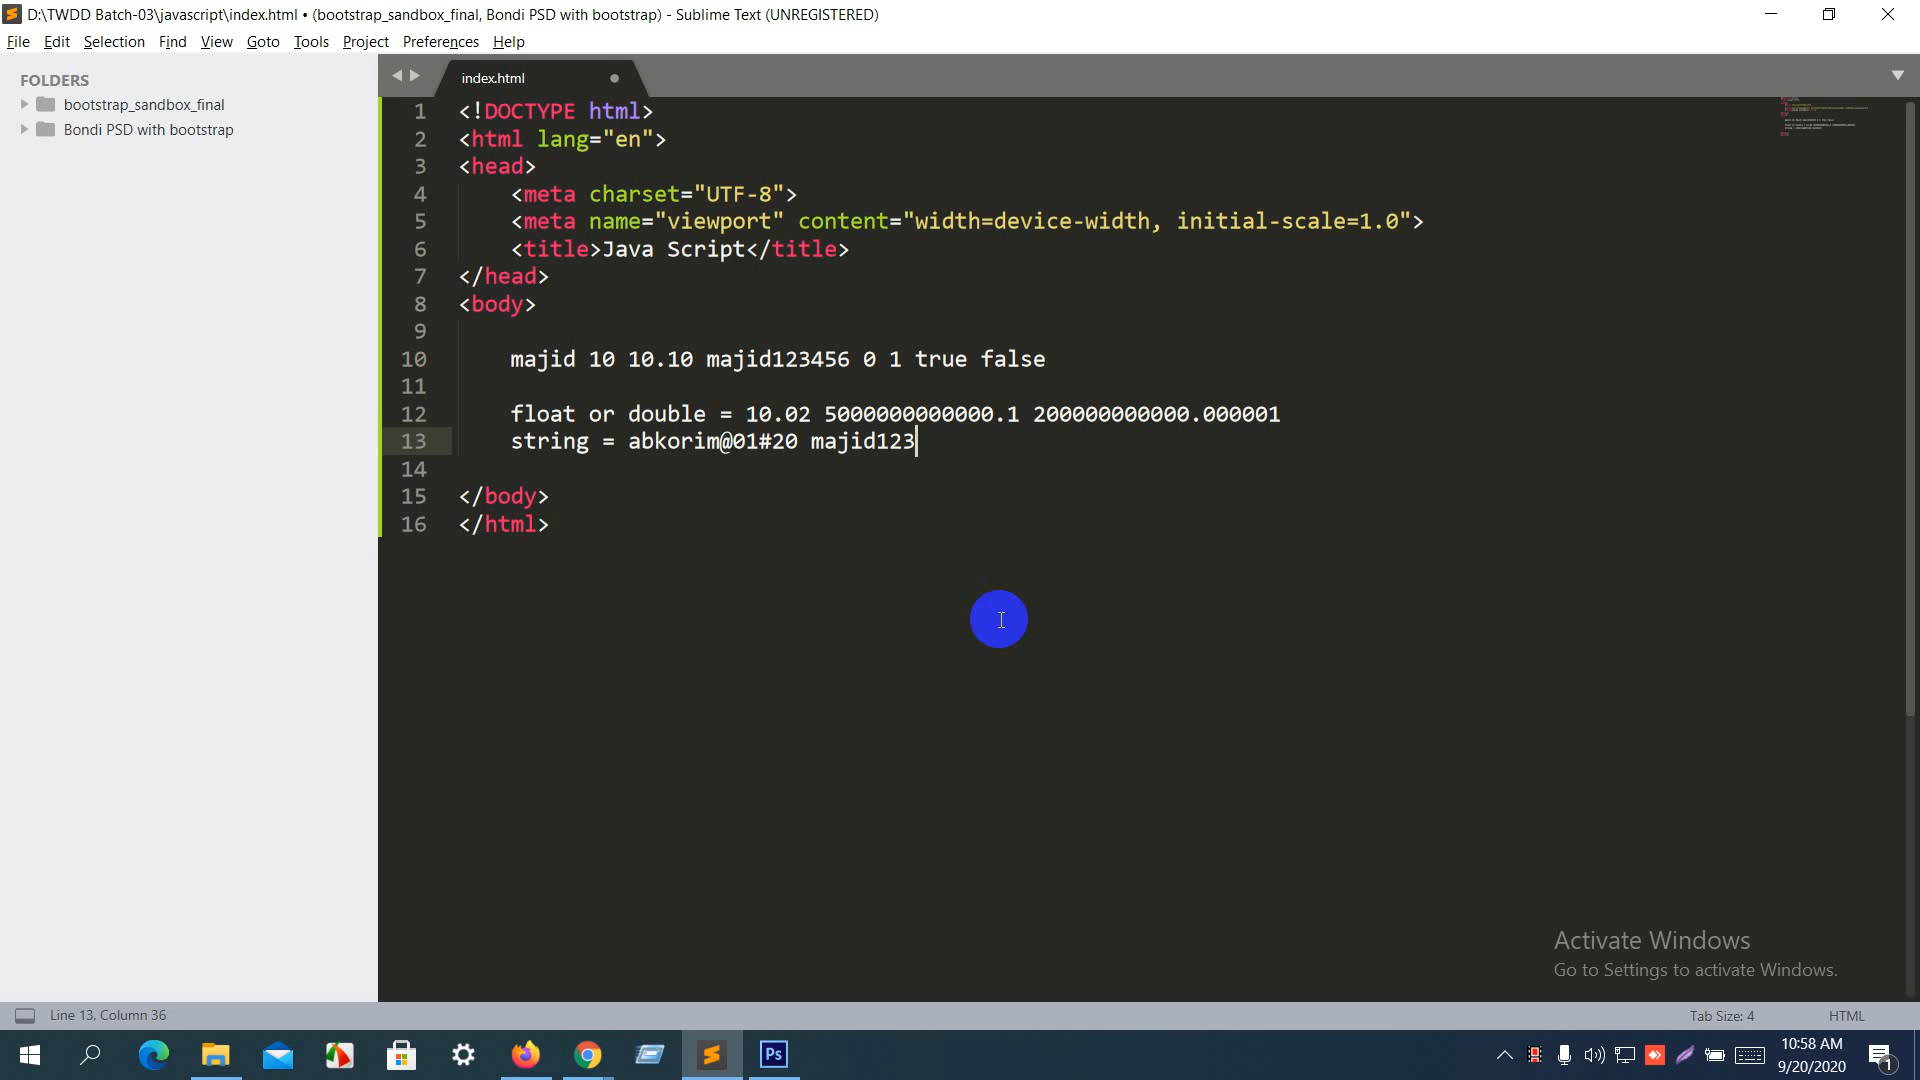 D:\TWDD Batch-03\javascript\index.html • (bootstrap_sandbox_final, Bondi PSD with bootstrap) - Sublime Text (UNREGISTERED)
File Edit Selection Find View Goto Tools Project Preferences Help
FOLDERS
bootstrap_sandbox_final
Bondi PSD with bootstrap
index.html
1 <!DOCTYPE html>
2 <html lang="en">
3 <head>
4 <meta charset="UTF-8">
5 <meta name="viewport" content="width=device-width, initial-scale=1.0">
6 <title>Java Script</title>
7 </head>
8 <body>
9
10 majid 10 10.10 majid123456 0 1 true false
11
12 float or double = 10.02 5000000000000.1 200000000000.000001
13 string = abkorim@01#20 majid123
14
15 </body>
16 </html>
Activate Windows
Go to Settings to activate Windows.
Line 13, Column 36
Tab Size: 4
HTML
Ps
10:58 AM
9/20/2020
1